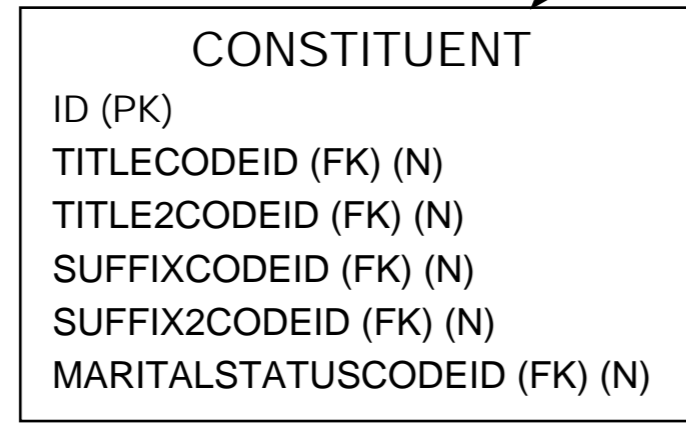 CONSTITUENT
ID (PK)
TITLECODEID (FK) (N)
TITLE2CODEID (FK) (N)
SUFFIXCODEID (FK) (N)
SUFFIX2CODEID (FK) (N)
MARITALSTATUSCODEID (FK) (N)